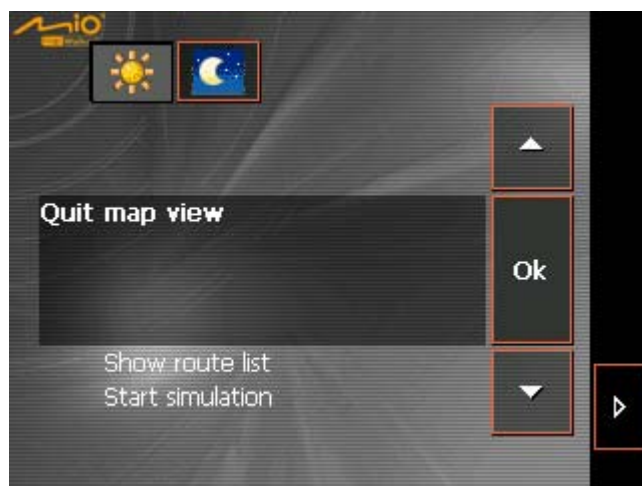 Mio
Quit map view
Ok
Show route list
Start simulation